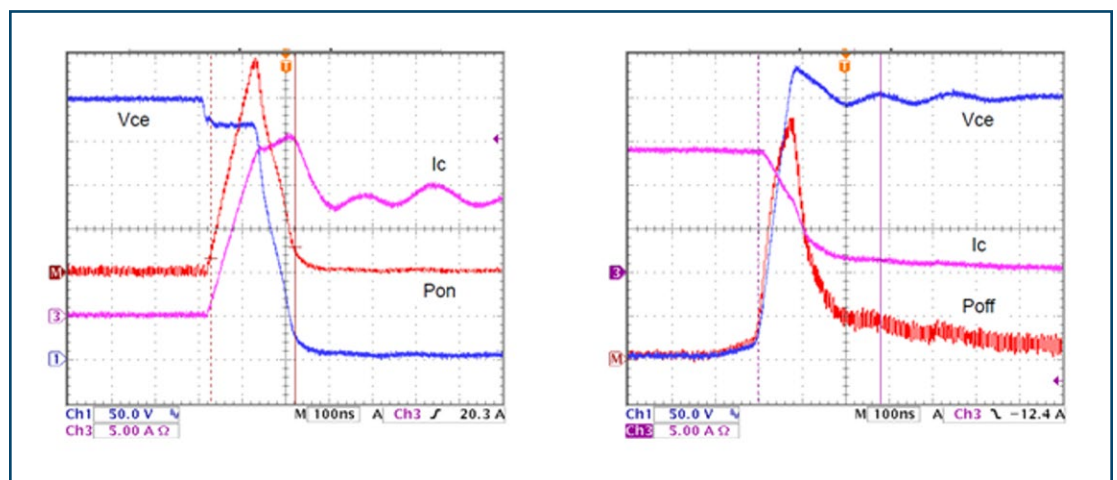 T
Vce
Ic
M
Pon
3
1
Ch1 50.0 V
M 100ns A Ch3 20.3 A
Ch3 5.00 A Ω
T
Vce
3
Ic
Poff
M
Ch1 50.0 V
M 100ns A Ch3 −12.4 A
Ch3 5.00 A Ω